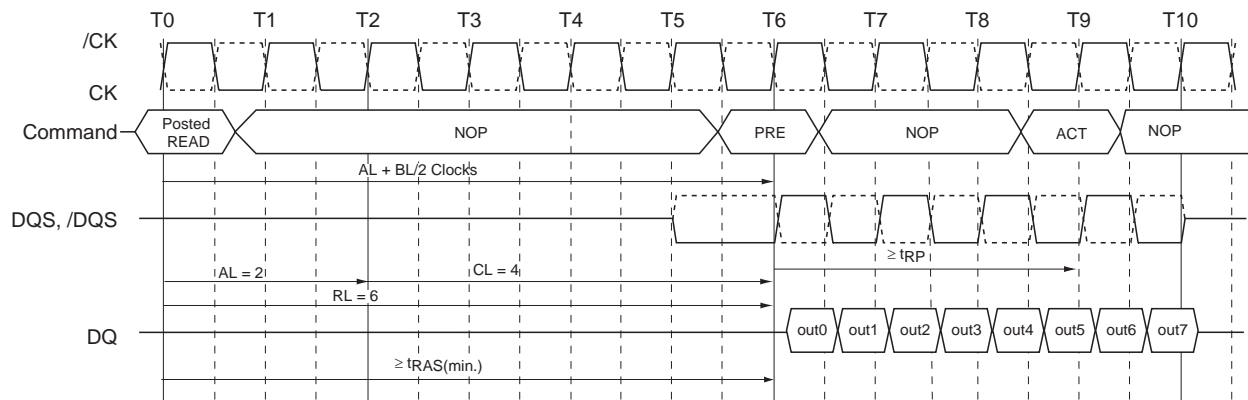 T0 T1 T2 T3 T4 T5 T6 T7 T8 T9 T10
/CK
CK
Command Posted READ NOP PRE NOP ACT NOP
AL + BL/2 Clocks
DQS, /DQS
≥ tRP
AL = 2 CL = 4
RL = 6
DQ out0 out1 out2 out3 out4 out5 out6 out7
≥ tRAS(min.)